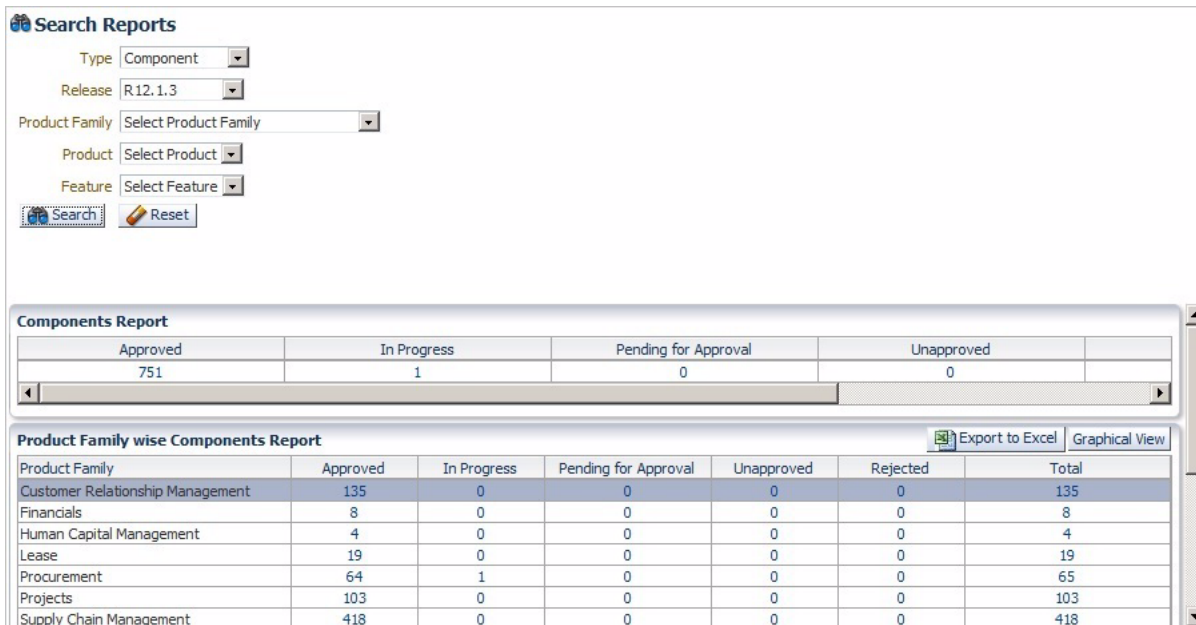 Search Reports
Type Component
Release R12.1.3
Product Family Select Product Family
Product Select Product
Feature Select Feature
Search Reset
Components Report
Approved In Progress Pending for Approval Unapproved
751 1 0 0
Product Family wise Components Report Export to Excel Graphical View
Product Family Approved In Progress Pending for Approval Unapproved Rejected Total
Customer Relationship Management 135 0 0 0 0 135
Financials 8 0 0 0 0 8
Human Capital Management 4 0 0 0 0 4
Lease 19 0 0 0 0 19
Procurement 64 1 0 0 0 65
Projects 103 0 0 0 0 103
Supply Chain Management 418 0 0 0 0 418